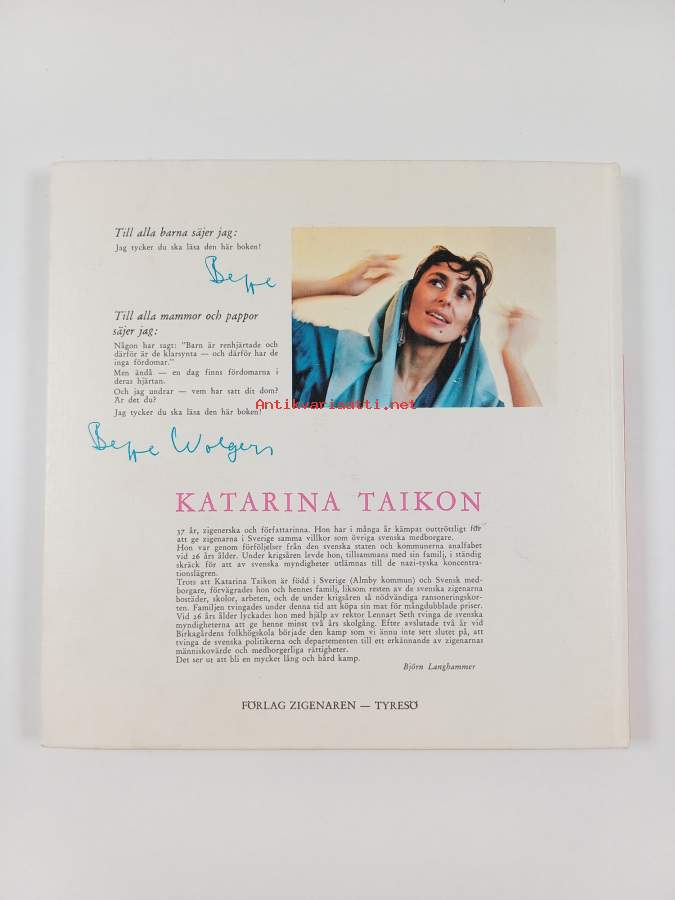 Till alla barna säjer jag:
Jag tycker du ska läsa den här boken!
Beppe
Till alla mammor och pappor
säjer jag:
Någon har sagt: "Barn är renhjärtade och
därför är de klarsynta — och därför har de
inga fördomar."
Men ändå — en dag finns fördomarna i
deras hjärtan.
Och jag undrar — vem har satt dit dom?
Är det du?
Jag tycker du ska läsa den här boken!
Antikvariaatti.net
Beppe Wolgers
KATARINA TAIKON
37 år, zigenerska och författarinna. Hon har i många år kämpat outtröttligt för
att ge zigenarna i Sverige samma villkor som övriga svenska medborgare.
Hon var genom förföljelser från den svenska staten och kommunerna analfabet
vid 26 års ålder. Under krigsåren levde hon, tillsammans med sin familj, i ständig
skräck för att av svenska myndigheter utlämnas till de nazi-tyska koncentra-
tionslägren.
Trots att Katarina Taikon är född i Sverige (Almby kommun) och Svensk med-
borgare, förvägrades hon och hennes familj, liksom resten av de svenska zigenarna
bostäder, skolor, arbeten, och de under krigsåren så nödvändiga ransoneringskor-
ten. Familjen tvingades under denna tid att köpa sin mat för mångdubblade priser.
Vid 26 års ålder lyckades hon med hjälp av rektor Lennart Seth tvinga de svenska
myndigheterna att ge henne minst två års skolgång. Efter avslutade två år vid
Birkagårdens folkhögskola började den kamp som vi ännu inte sett slutet på, att
tvinga de svenska politikerna och departementen till ett erkännande av zigenarnas
människovärde och medborgerliga rättigheter.
Det ser ut att bli en mycket lång och hård kamp.
Björn Langhammer
FÖRLAG ZIGENAREN — TYRESÖ